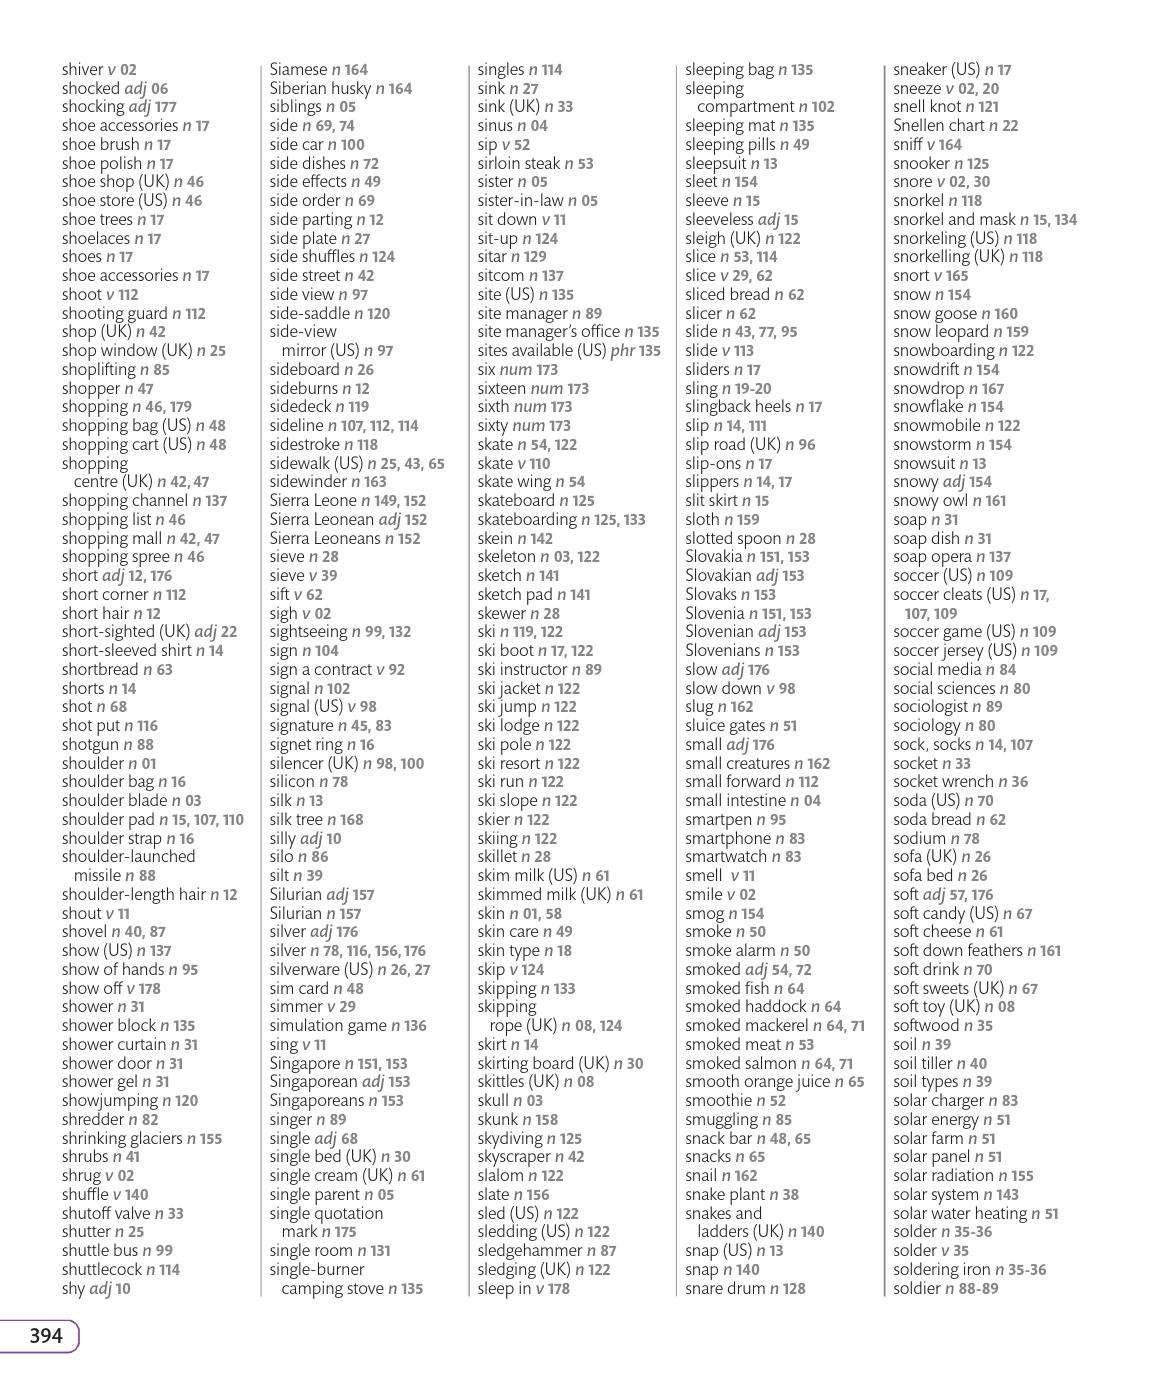 shiver v 02
shocked adj 06
shocking adj 177
shoe accessories n 17
shoe brush n 17
shoe polish n 17
shoe shop (UK) n 46
shoe store (US) n 46
shoe trees n 17
shoelaces n 17
shoes n 17
shoe accessories n 17
shoot v 112
shooting guard n 112
shop (UK) n 42
shop window (UK) n 25
shoplifting n 85
shopper n 47
shopping n 46, 179
shopping bag (US) n 48
shopping cart (US) n 48
shopping
centre (UK) n 42, 47
shopping channel n 137
shopping list n 46
shopping mall n 42, 47
shopping spree n 46
short adj 12, 176
short corner n 112
short hair n 12
short-sighted (UK) adj 22
short-sleeved shirt n 14
shortbread n 63
shorts n 14
shot n 68
shot put n 116
shotgun n 88
shoulder n 01
shoulder bag n 16
shoulder blade n 03
shoulder pad n 15, 107, 110
shoulder strap n 16
shoulder-launched
missile n 88
shoulder-length hair n 12
shout v 11
shovel n 40, 87
show (US) n 137
show of hands n 95
show off v 178
shower n 31
shower block n 135
shower curtain n 31
shower door n 31
shower gel n 31
showjumping n 120
shredder n 82
shrinking glaciers n 155
shrubs n 41
shrug v 02
shuffle v 140
shutoff valve n 33
shutter n 25
shuttle bus n 99
shuttlecock n 114
shy adj 10
Siamese n 164
Siberian husky n 164
siblings n 05
side n 69, 74
side car n 100
side dishes n 72
side effects n 49
side order n 69
side parting n 12
side plate n 27
side shuffles n 124
side street n 42
side view n 97
side-saddle n 120
side-view
mirror (US) n 97
sideboard n 26
sideburns n 12
sidedeck n 119
sideline n 107, 112, 114
sidestroke n 118
sidewalk (US) n 25, 43, 65
sidewinder n 163
Sierra Leone n 149, 152
Sierra Leonean adj 152
Sierra Leoneans n 152
sieve n 28
sieve v 39
sift v 62
sigh v 02
sightseeing n 99, 132
sign n 104
sign a contract v 92
signal n 102
signal (US) v 98
signature n 45, 83
signet ring n 16
silencer (UK) n 98, 100
silicon n 78
silk n 13
silk tree n 168
silly adj 10
silo n 86
silt n 39
Silurian adj 157
Silurian n 157
silver adj 176
silver n 78, 116, 156, 176
silverware (US) n 26, 27
sim card n 48
simmer v 29
simulation game n 136
sing v 11
Singapore n 151, 153
Singaporean adj 153
Singaporeans n 153
singer n 89
single adj 68
single bed (UK) n 30
single cream (UK) n 61
single parent n 05
single quotation
mark n 175
single room n 131
single-burner
camping stove n 135
singles n 114
sink n 27
sink (UK) n 33
sinus n 04
sip v 52
sirloin steak n 53
sister n 05
sister-in-law n 05
sit down v 11
sit-up n 124
sitar n 129
sitcom n 137
site (US) n 135
site manager n 89
site manager's office n 135
sites available (US) phr 135
six num 173
sixteen num 173
sixth num 173
sixty num 173
skate n 54, 122
skate v 110
skate wing n 54
skateboard n 125
skateboarding n 125, 133
skein n 142
skeleton n 03, 122
sketch n 141
sketch pad n 141
skewer n 28
ski n 119, 122
ski boot n 17, 122
ski instructor n 89
ski jacket n 122
ski jump n 122
ski lodge n 122
ski pole n 122
ski resort n 122
ski run n 122
ski slope n 122
skier n 122
skiing n 122
skillet n 28
skim milk (US) n 61
skimmed milk (UK) n 61
skin n 01, 58
skin care n 49
skin type n 18
skip v 124
skipping n 133
skipping
rope (UK) n 08, 124
skirt n 14
skirting board (UK) n 30
skittles (UK) n 08
skull n 03
skunk n 158
skydiving n 125
skyscraper n 42
slalom n 122
slate n 156
sled (US) n 122
sledding (US) n 122
sledgehammer n 87
sledging (UK) n 122
sleep in v 178
sleeping bag n 135
sleeping
compartment n 102
sleeping mat n 135
sleeping pills n 49
sleepsuit n 13
sleet n 154
sleeve n 15
sleeveless adj 15
sleigh (UK) n 122
slice n 53, 114
slice v 29, 62
sliced bread n 62
slicer n 62
slide n 43, 77, 95
slide v 113
sliders n 17
sling n 19-20
slingback heels n 17
slip n 14, 111
slip road (UK) n 96
slip-ons n 17
slippers n 14, 17
slit skirt n 15
sloth n 159
slotted spoon n 28
Slovakia n 151, 153
Slovakian adj 153
Slovaks n 153
Slovenia n 151, 153
Slovenian adj 153
Slovenians n 153
slow adj 176
slow down v 98
slug n 162
sluice gates n 51
small adj 176
small creatures n 162
small forward n 112
small intestine n 04
smartpen n 95
smartphone n 83
smartwatch n 83
smell v 11
smile v 02
smog n 154
smoke n 50
smoke alarm n 50
smoked adj 54, 72
smoked fish n 64
smoked haddock n 64
smoked mackerel n 64, 71
smoked meat n 53
smoked salmon n 64, 71
smooth orange juice n 65
smoothie n 52
smuggling n 85
snack bar n 48, 65
snacks n 65
snail n 162
snake plant n 38
snakes and
ladders (UK) n 140
snap (US) n 13
snap n 140
snare drum n 128
sneaker (US) n 17
sneeze v 02, 20
snell knot n 121
Snellen chart n 22
sniff v 164
snooker n 125
snore v 02, 30
snorkel n 118
snorkel and mask n 15, 134
snorkeling (US) n 118
snorkelling (UK) n 118
snort v 165
snow n 154
snow goose n 160
snow leopard n 159
snowboarding n 122
snowdrift n 154
snowdrop n 167
snowflake n 154
snowmobile n 122
snowstorm n 154
snowsuit n 13
snowy adj 154
snowy owl n 161
soap n 31
soap dish n 31
soap opera n 137
soccer (US) n 109
soccer cleats (US) n 17,
107, 109
soccer game (US) n 109
soccer jersey (US) n 109
social media n 84
social sciences n 80
sociologist n 89
sociology n 80
sock, socks n 14, 107
socket n 33
socket wrench n 36
soda (US) n 70
soda bread n 62
sodium n 78
sofa (UK) n 26
sofa bed n 26
soft adj 57, 176
soft candy (US) n 67
soft cheese n 61
soft down feathers n 161
soft drink n 70
soft sweets (UK) n 67
soft toy (UK) n 08
softwood n 35
soil n 39
soil tiller n 40
soil types n 39
solar charger n 83
solar energy n 51
solar farm n 51
solar panel n 51
solar radiation n 155
solar system n 143
solar water heating n 51
solder n 35-36
solder v 35
soldering iron n 35-36
soldier n 88-89
394